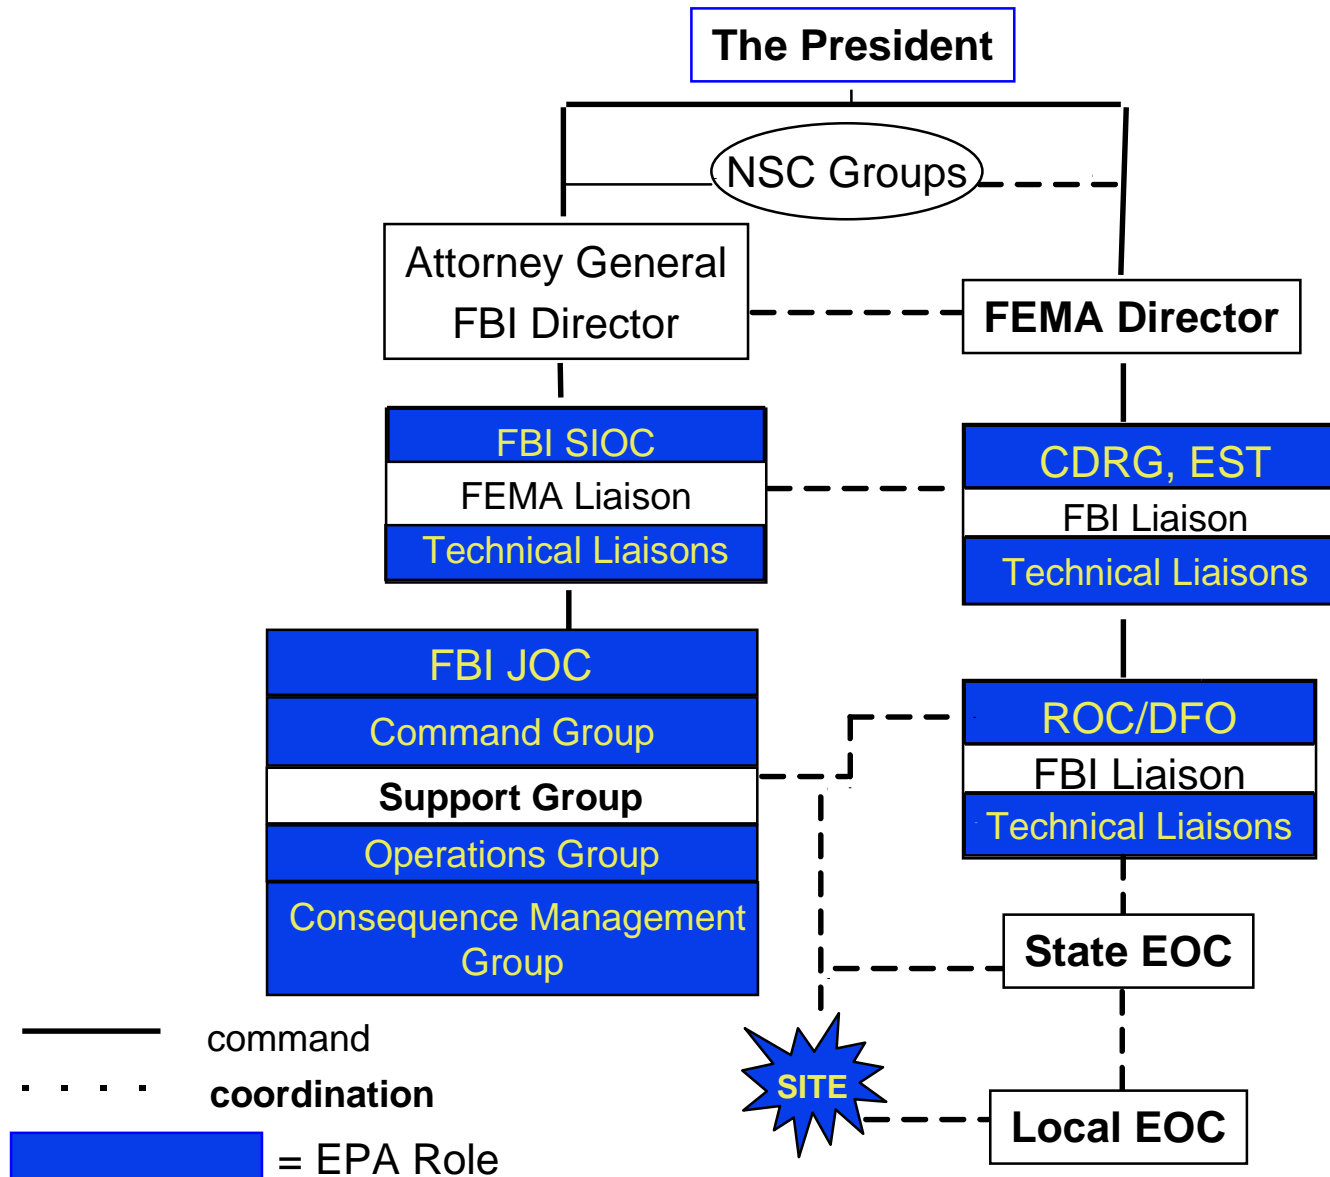 The President
NSC Groups
Attorney General
FBI Director
FEMA Director
FBI SIOC
FEMA Liaison
Technical Liaisons
CDRG, EST
FBI Liaison
Technical Liaisons
FBI JOC
Command Group
Support Group
Operations Group
Consequence Management
Group
ROC/DFO
FBI Liaison
Technical Liaisons
State EOC
SITE
Local EOC
command
coordination
= EPA Role